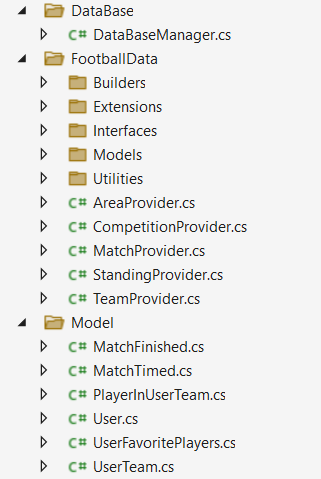 DataBase
C# DataBaseManager.cs
FootballData
Builders
Extensions
Interfaces
Models
Utilities
C# AreaProvider.cs
C# CompetitionProvider.cs
C# MatchProvider.cs
C# StandingProvider.cs
C# TeamProvider.cs
Model
C# MatchFinished.cs
C# MatchTimed.cs
C# PlayerInUserTeam.cs
C# User.cs
C# UserFavoritePlayers.cs
C# UserTeam.cs